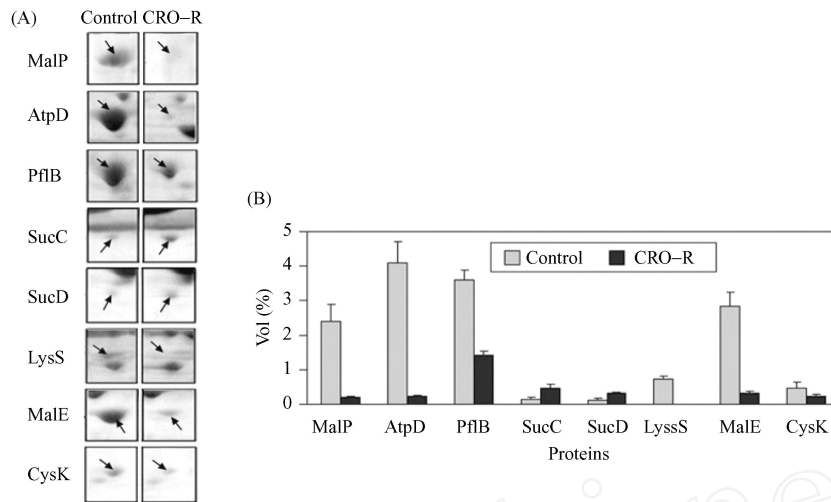 (A)
Control CRO−R
MalP
AtpD
PflB
SucC
SucD
LysS
MalE
CysK
(B)
Vol (%)
5
4
3
2
1
0
Control CRO−R
MalP AtpD PflB SucC SucD LyssS MalE CysK
Proteins